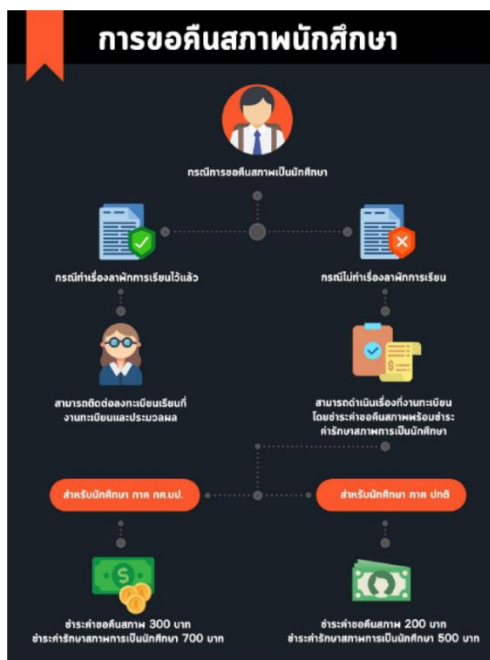 การขอคืนสภาพนักศึกษา
กรณีการขอคืนสภาพเป็นนักศึกษา
กรณีทำเรื่องลาพักการเรียนไว้แล้ว
กรณีไม่ทำเรื่องลาพักการเรียน
สามารถติดต่อลงทะเบียนเรียนที่
งานทะเบียนและประมวลผล
สามารถดำเนินเรื่องที่งานทะเบียน
โดยชำระค่าขอคืนสภาพพร้อมชำระ
ค่ารักษาสภาพการเป็นนักศึกษา
สำหรับนักศึกษา ภาค กศ.บป.
สำหรับนักศึกษา ภาค ปกติ
ชำระค่าขอคืนสภาพ 300 บาท
ชำระค่ารักษาสภาพการเป็นนักศึกษา 700 บาท
ชำระค่าขอคืนสภาพ 200 บาท
ชำระค่ารักษาสภาพการเป็นนักศึกษา 500 บาท